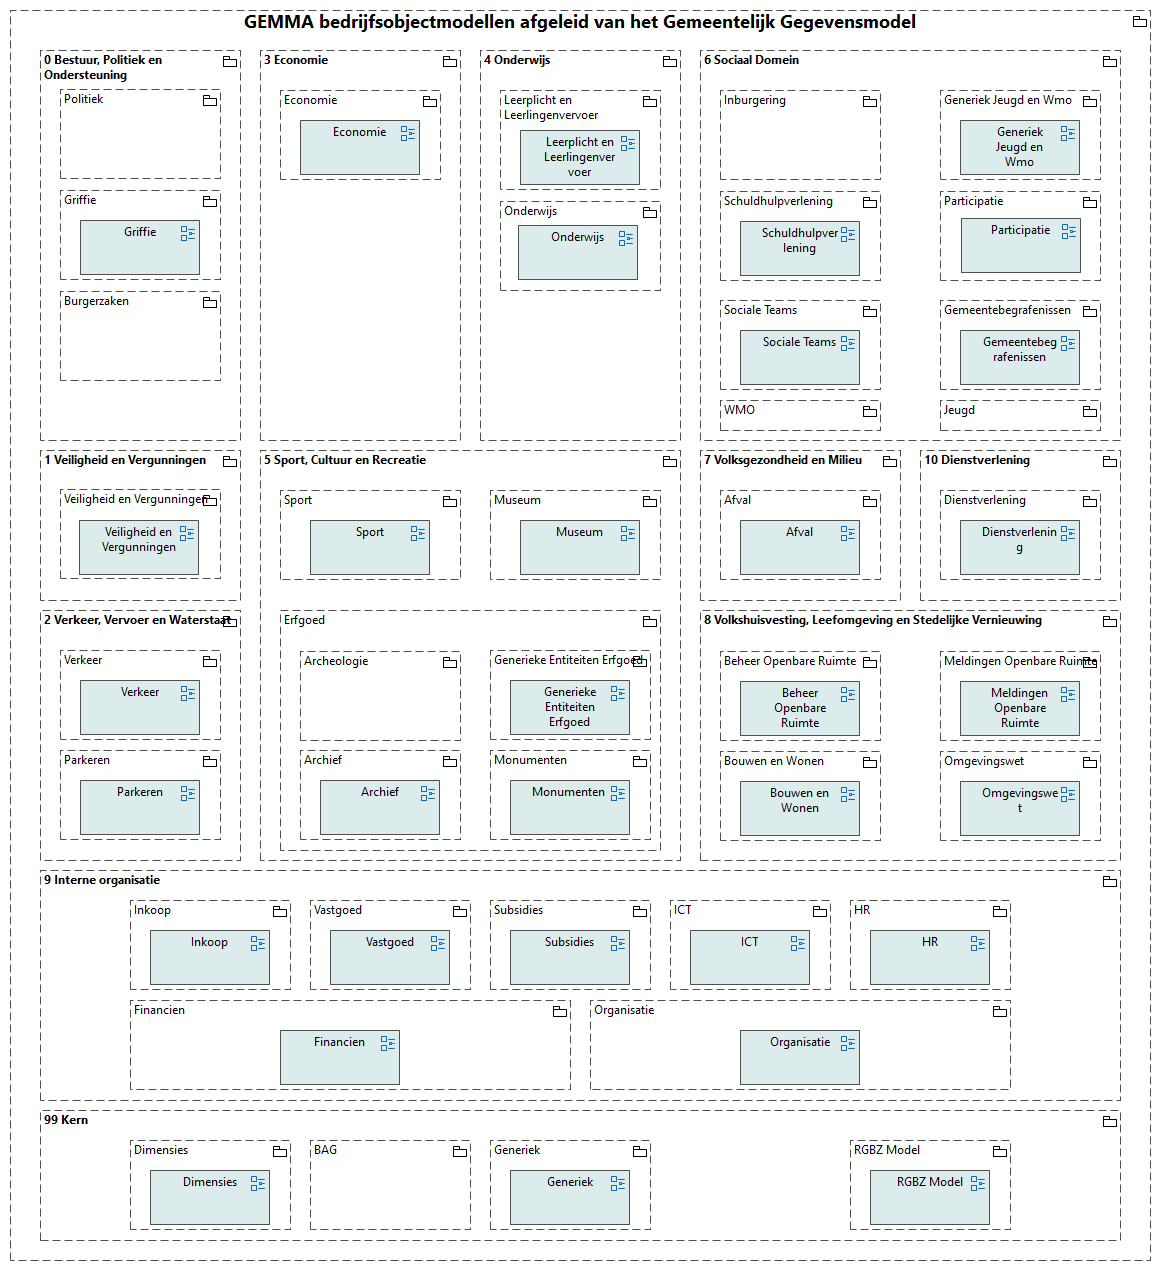 GEMMA bedrijfsobjectmodellen afgeleid van het Gemeentelijk Gegevensmodel
0 Bestuur, Politiek en
Ondersteuning
Politiek
Griffie
Griffie
Burgerzaken
3 Economie
Economie
Economie
4 Onderwijs
Leerplicht en
Leerlingenvervoer
Leerplicht en
Leerlingenver
voer
Onderwijs
Onderwijs
6 Sociaal Domein
Inburgering
Generiek Jeugd en Wmo
Generiek
Jeugd en
Wmo
Schuldhulpverlening
Schuldhulpver
lening
Participatie
Participatie
Sociale Teams
Sociale Teams
Gemeentebegrafenissen
Gemeentebeg
rafenissen
WMO
Jeugd
1 Veiligheid en Vergunningen
Veiligheid en Vergunningen
Veiligheid en
Vergunningen
5 Sport, Cultuur en Recreatie
Sport
Sport
Museum
Museum
Erfgoed
Archeologie
Generieke Entiteiten Erfgoed
Generieke
Entiteiten
Erfgoed
Archief
Archief
Monumenten
Monumenten
7 Volksgezondheid en Milieu
Afval
Afval
10 Dienstverlening
Dienstverlening
Dienstverlenin
g
2 Verkeer, Vervoer en Waterstaat
Verkeer
Verkeer
Parkeren
Parkeren
8 Volkshuisvesting, Leefomgeving en Stedelijke Vernieuwing
Beheer Openbare Ruimte
Beheer
Openbare
Ruimte
Meldingen Openbare Ruimte
Meldingen
Openbare
Ruimte
Bouwen en Wonen
Bouwen en
Wonen
Omgevingswet
Omgevingswe
t
9 Interne organisatie
Inkoop
Inkoop
Vastgoed
Vastgoed
Subsidies
Subsidies
ICT
ICT
HR
HR
Financien
Financien
Organisatie
Organisatie
99 Kern
Dimensies
Dimensies
BAG
Generiek
Generiek
RGBZ Model
RGBZ Model